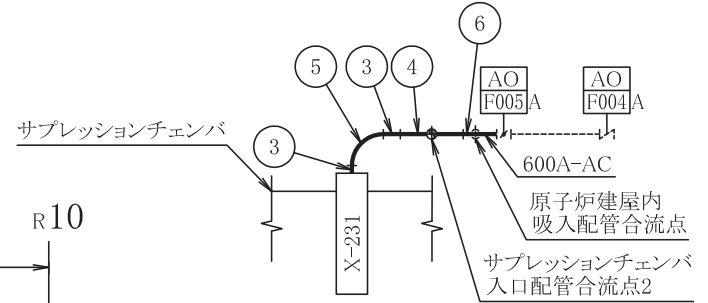 6
5
3
4
AO
F005 A
AO
F004 A
サプレッションチェンバ
3
600A-AC
原子炉建屋内
吸入配管合流点
R10
X-231
サプレッションチェンバ
入口配管合流点2